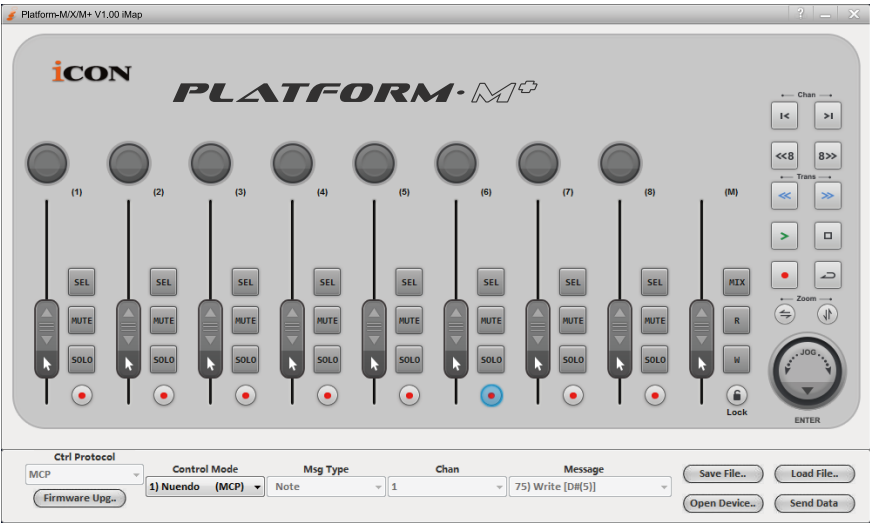 Platform-M/X/M+ V1.00 iMap
? — X
iCON
PLATFORM·M+
Chan
I< >I
<<8 8>>
Trans
<< >>
(1) (2) (3) (4) (5) (6) (7) (8) (M)
>
SEL SEL SEL SEL SEL SEL SEL SEL MIX
Zoom
MUTE MUTE MUTE MUTE MUTE MUTE MUTE MUTE R
SOLO SOLO SOLO SOLO SOLO SOLO SOLO SOLO W
JOG
Lock
ENTER
Ctrl Protocol
MCP
Control Mode Msg Type Chan Message
1) Nuendo (MCP) Note 1 75) Write [D#(5)]
Save File.. Load File..
Firmware Upg.. Open Device.. Send Data